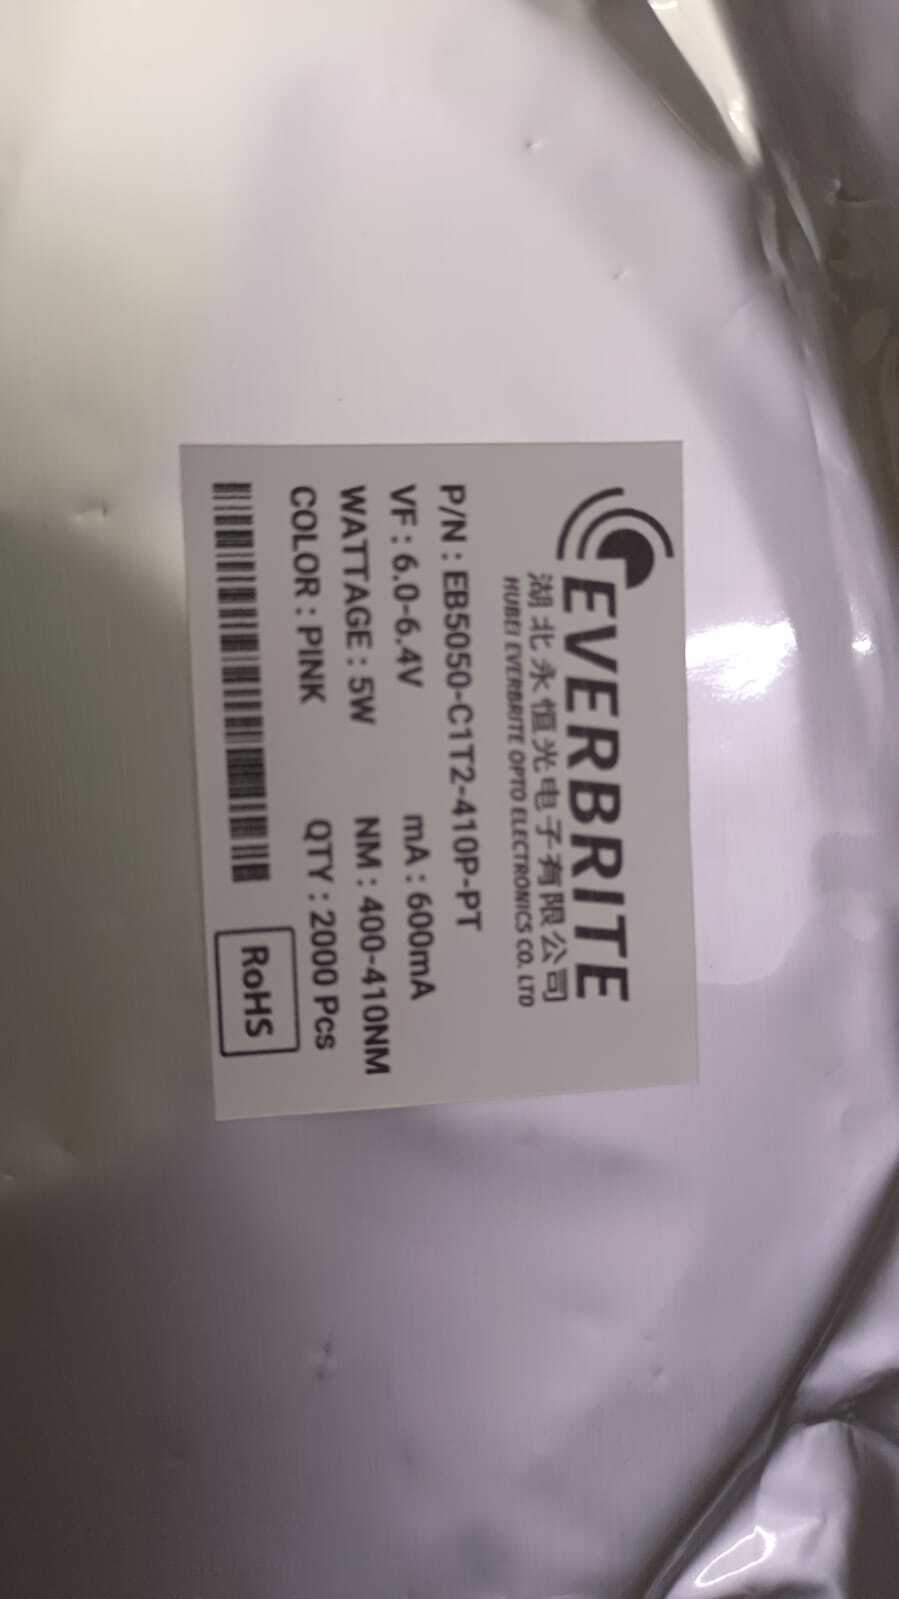 EVERBRITE
湖北永恒光电子有限公司
HUBEI EVERBRITE OPTO ELECTRONICS CO. LTD
P/N : EB5050-C1T2-410P-PT
VF : 6.0-6.4V mA : 600mA
WATTAGE : 5W NM : 400-410NM
COLOR : PINK QTY : 2000 Pcs
RoHS